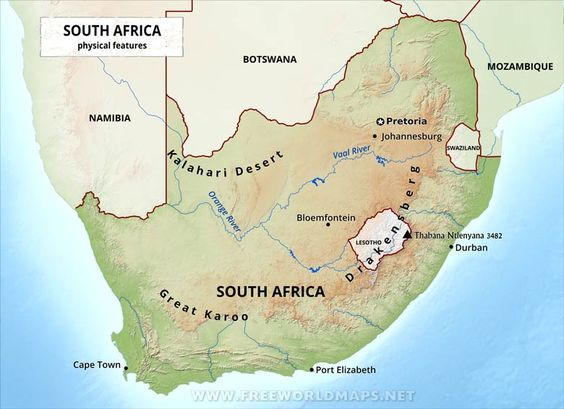 SOUTH AFRICA
physical features
BOTSWANA
MOZAMBIQUE
NAMIBIA
Pretoria
Johannesburg
SWAZILAND
Kalahari Desert
Vaal River
Orange River
Bloemfontein
LESOTHO
Drakensberg
Thabana Ntlenyana 3482
Durban
SOUTH AFRICA
Great Karoo
Cape Town
Port Elizabeth
WWW.FREEWORLDMAPS.NET